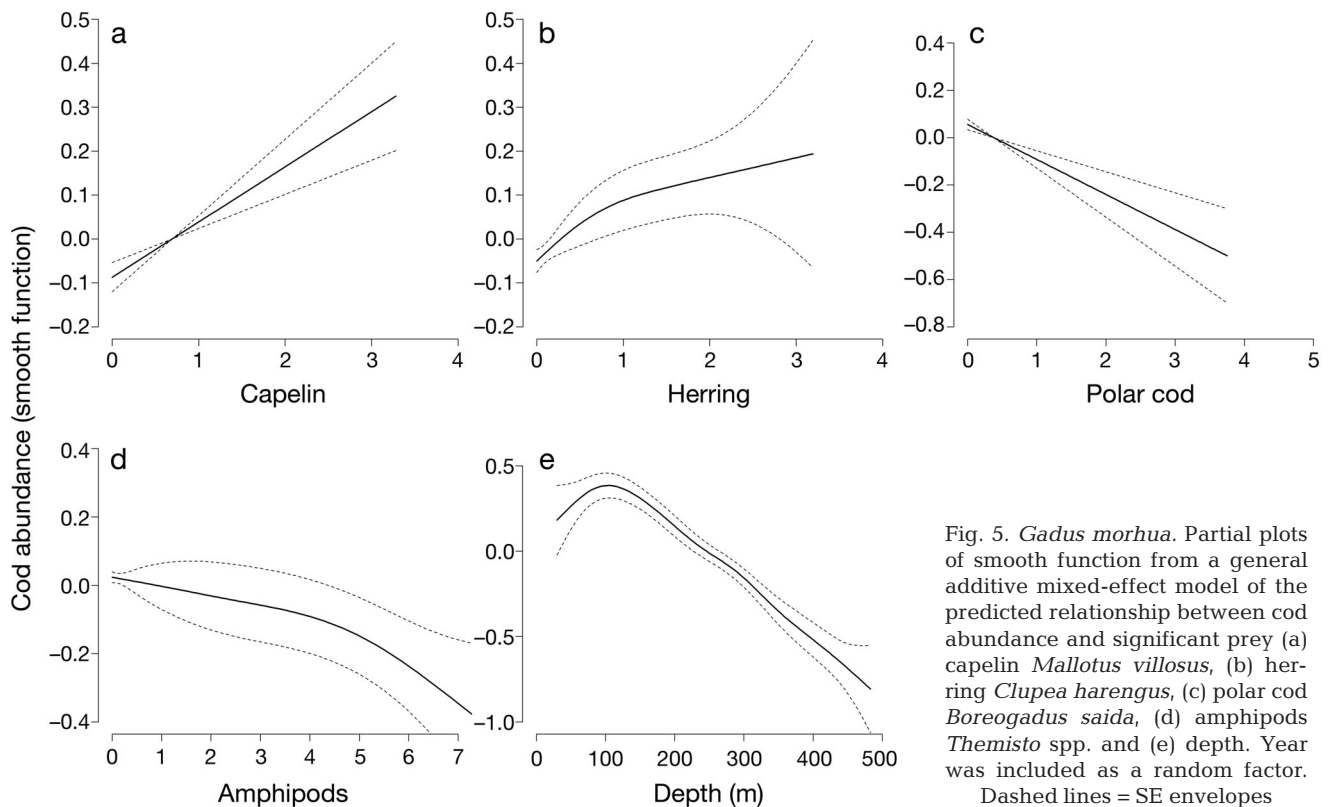 a
0.5
0.4
0.3
0.2
0.1
0.0
−0.1
−0.2
0 1 2 3 4
Capelin
b
0.5
0.4
0.3
0.2
0.1
0.0
−0.1
−0.2
0 1 2 3 4
Herring
c
0.4
0.2
0.0
−0.2
−0.4
−0.6
−0.8
0 1 2 3 4 5
Polar cod
Cod abundance (smooth function)
d
0.4
0.2
0.0
−0.2
−0.4
0 1 2 3 4 5 6 7
Amphipods
e
0.5
0.0
−0.5
−1.0
0 100 200 300 400 500
Depth (m)
Fig. 5. Gadus morhua. Partial plots
of smooth function from a general
additive mixed-effect model of the
predicted relationship between cod
abundance and significant prey (a)
capelin Mallotus villosus, (b) her-
ring Clupea harengus, (c) polar cod
Boreogadus saida, (d) amphipods
Themisto spp. and (e) depth. Year
was included as a random factor.
Dashed lines = SE envelopes